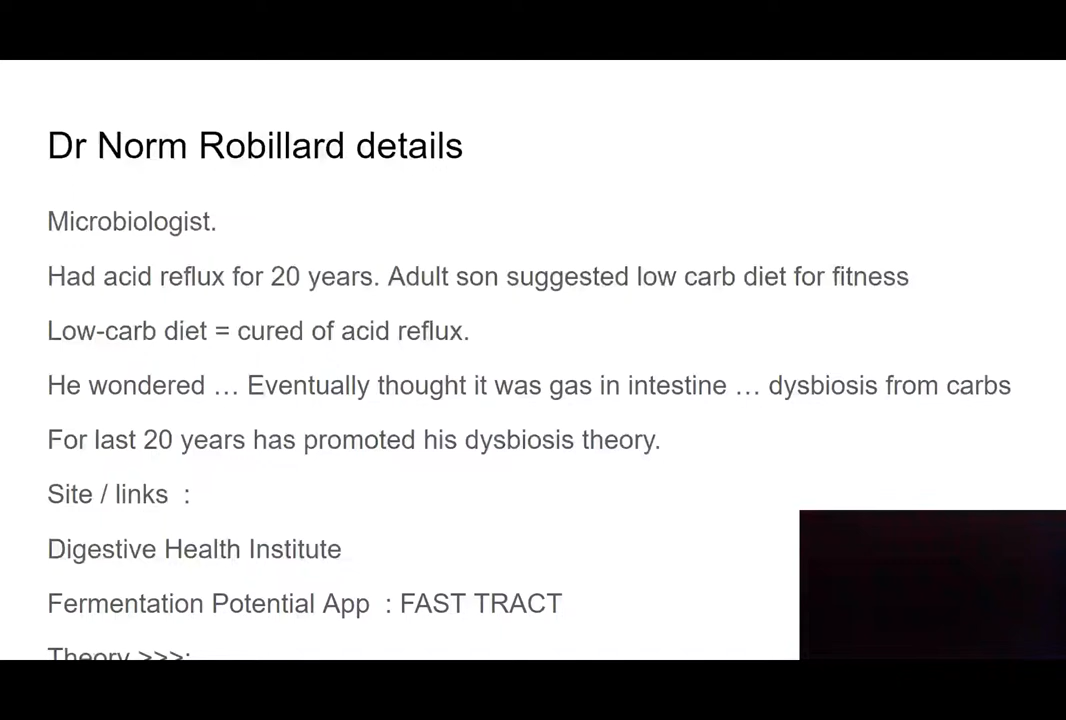 Dr Norm Robillard details
Microbiologist.
Had acid reflux for 20 years. Adult son suggested low carb diet for fitness
Low-carb diet = cured of acid reflux.
He wondered … Eventually thought it was gas in intestine … dysbiosis from carbs
For last 20 years has promoted his dysbiosis theory.
Site / links :
Digestive Health Institute
Fermentation Potential App : FAST TRACT
Theory >>>: